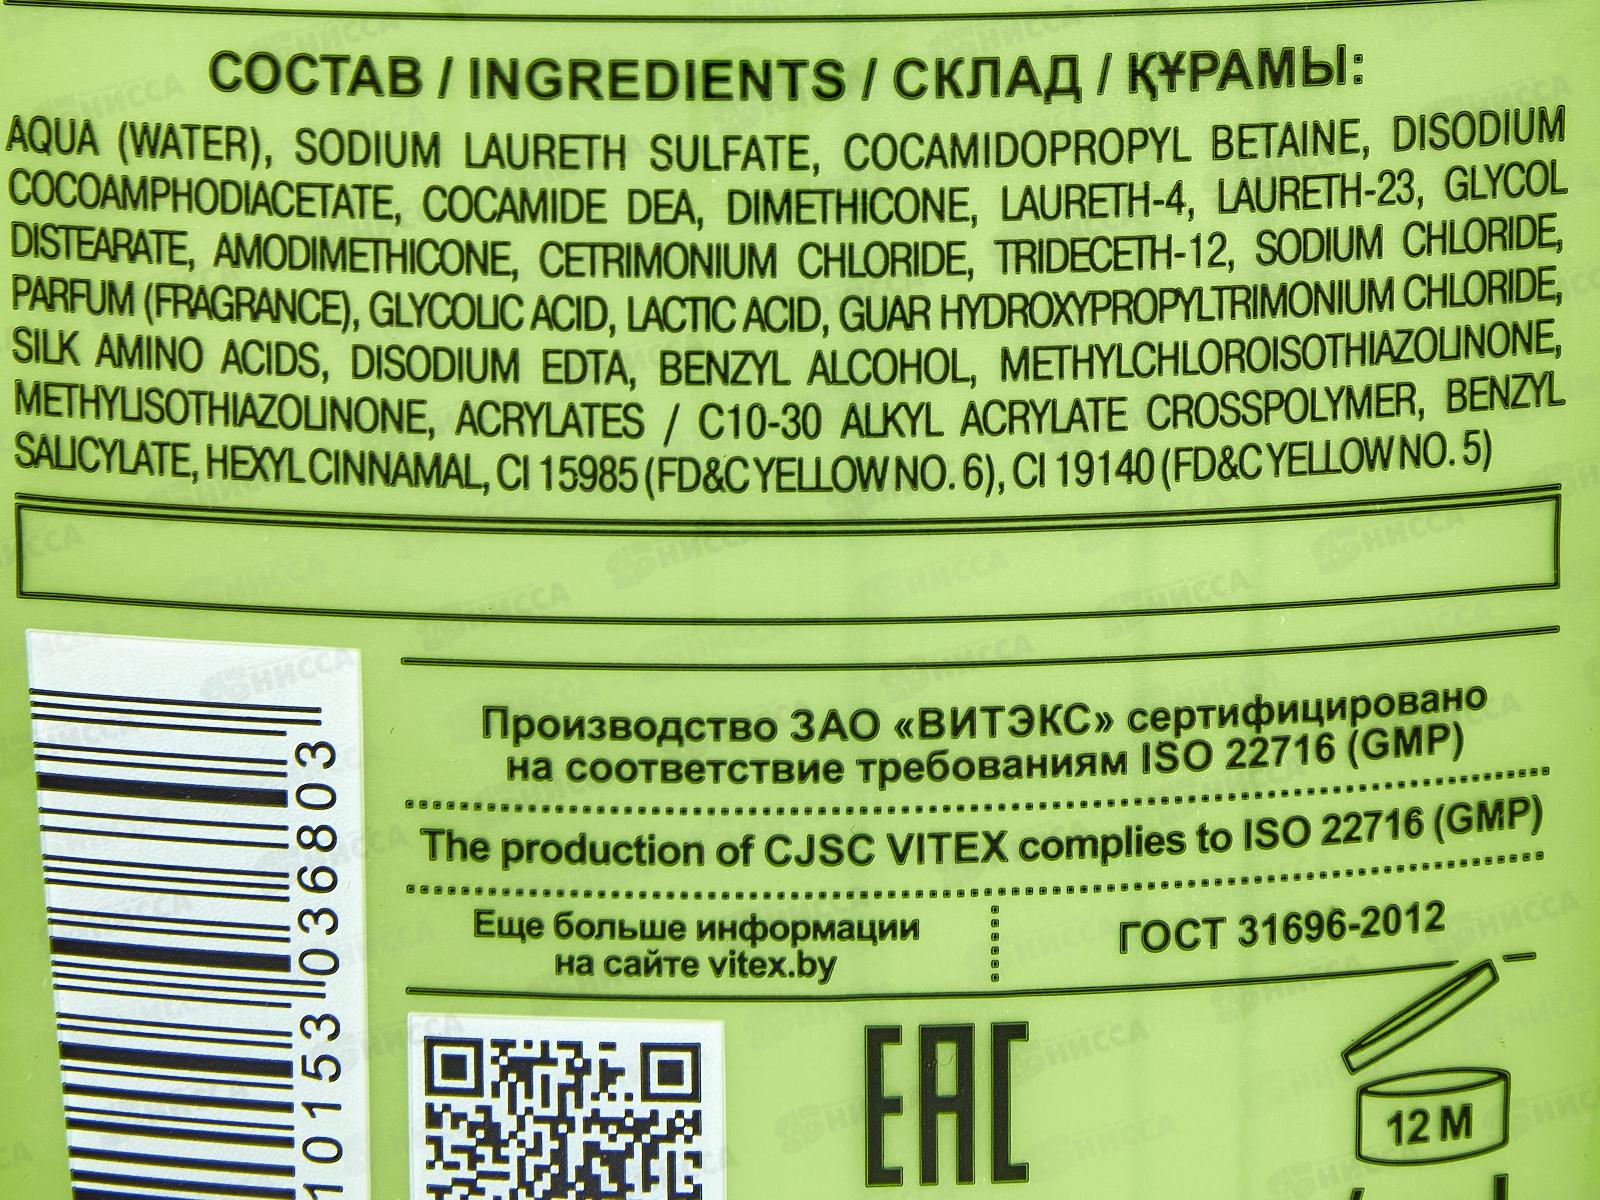 СОСТАВ / INGREDIENTS / СКЛАД / ҚҰРАМЫ:
AQUA (WATER), SODIUM LAURETH SULFATE, COCAMIDOPROPYL BETAINE, DISODIUM
COCOAMPHODIACETATE, COCAMIDE DEA, DIMETHICONE, LAURETH-4, LAURETH-23, GLYCOL
DISTEARATE, AMODIMETHICONE, CETRIMONIUM CHLORIDE, TRIDECETH-12, SODIUM CHLORIDE,
PARFUM (FRAGRANCE), GLYCOLIC ACID, LACTIC ACID, GUAR HYDROXYPROPYLTRIMONIUM CHLORIDE,
SILK AMINO ACIDS, DISODIUM EDTA, BENZYL ALCOHOL, METHYLCHLOROISOTHIAZOLINONE,
METHYLISOTHIAZOLINONE, ACRYLATES / C10-30 ALKYL ACRYLATE CROSSPOLYMER, BENZYL
SALICYLATE, HEXYL CINNAMAL, CI 15985 (FD&C YELLOW NO. 6), CI 19140 (FD&C YELLOW NO. 5)
Производство ЗАО «ВИТЭКС» сертифицировано
на соответствие требованиям ISO 22716 (GMP)
The production of CJSC VITEX complies to ISO 22716 (GMP)
Еще больше информации
на сайте vitex.by
ГОСТ 31696-2012
10153 036803
EAC
12 M
НИССА